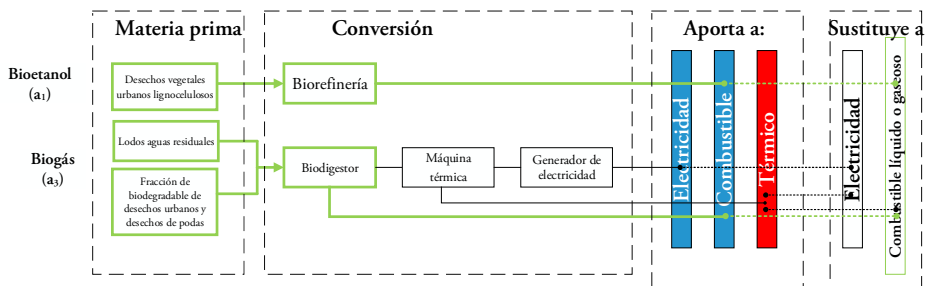 Materia prima
Conversión
Aporta a:
Sustituye a
Bioetanol
(a₁)
Desechos vegetales
urbanos lignocelulosos
Biorefinería
Lodos aguas residuales
Biogás
(a₃)
Biodigestor
Máquina
térmica
Generador de
electricidad
Fracción de
biodegradable de
desechos urbanos y
desechos de podas
Electricidad
Combustible
Térmico
Electricidad
Combustible líquido o gaseoso